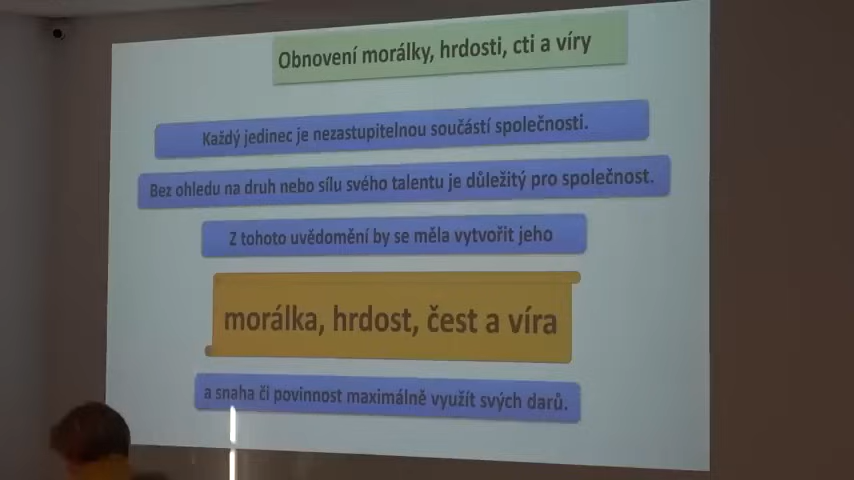 Obnovení morálky, hrdosti, cti a víry
Každý jedinec je nezastupitelnou součástí společnosti.
Bez ohledu na druh nebo sílu svého talentu je důležitý pro společnost.
Z tohoto uvědomění by se měla vytvořit jeho
morálka, hrdost, čest a víra
a snaha či povinnost maximálně využít svých darů.